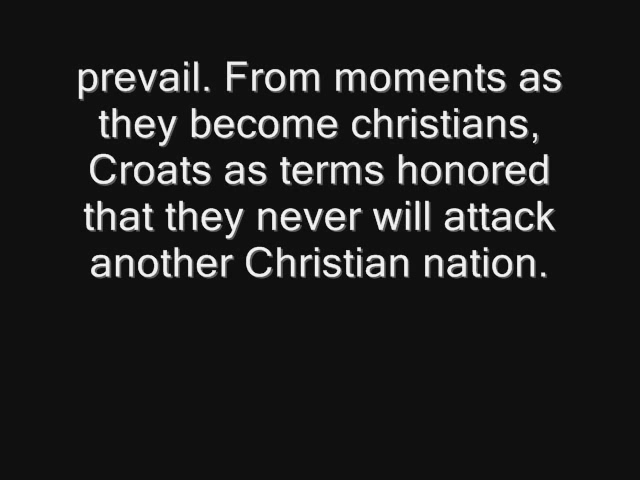 prevail. From moments as
they become christians,
Croats as terms honored
that they never will attack
another Christian nation.